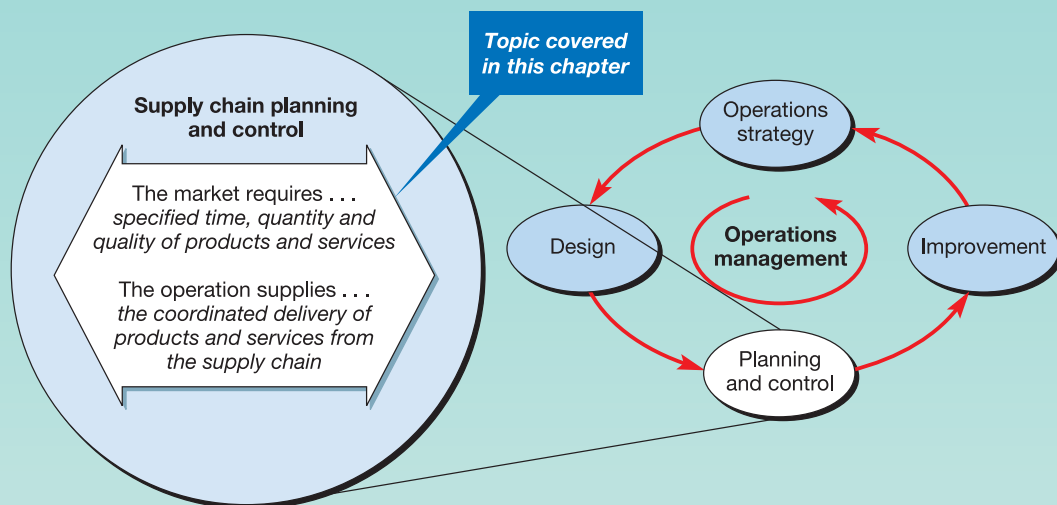 Topic covered
in this chapter
Supply chain planning
and control
The market requires . . .
specified time, quantity and
quality of products and services
The operation supplies . . .
the coordinated delivery of
products and services from
the supply chain
Operations
strategy
Design
Operations
management
Improvement
Planning
and control